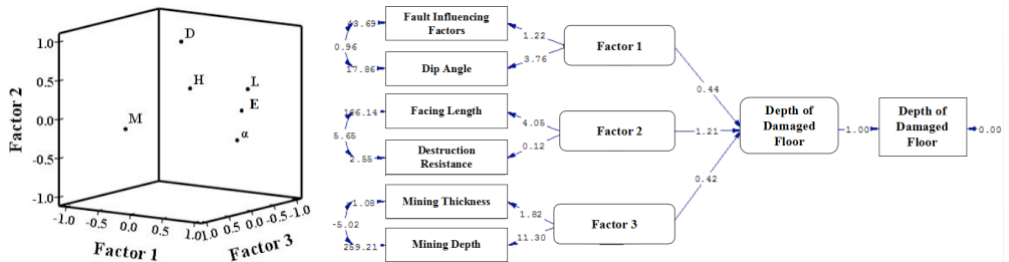 D
H
L
E
M
α
1.0
0.5
0.0
-0.5
-1.0
Factor 2
-1.0
-0.5
0.0
0.5
1.0
Factor 1
1.0
0.5
0.0
-0.5
-1.0
Factor 3
Fault Influencing
Factors
Dip Angle
Facing Length
Destruction
Resistance
Mining Thickness
Mining Depth
0.96
17.86
5.65
2.55
-5.02
1.08
259.21
1.22
3.76
4.05
0.12
1.82
11.30
Factor 1
Factor 2
Factor 3
0.44
1.21
0.42
Depth of
Damaged
Floor
1.00
Depth of
Damaged
Floor
0.00